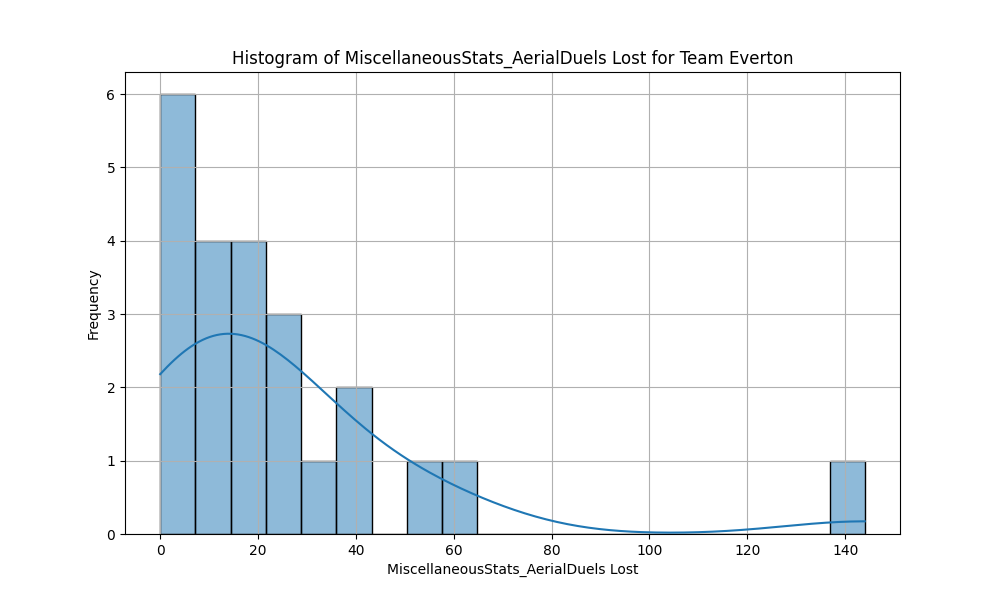 Histogram of MiscellaneousStats_AerialDuels Lost for Team Everton
6
5
4
3
2
1
0
Frequency
0 20 40 60 80 100 120 140
MiscellaneousStats_AerialDuels Lost